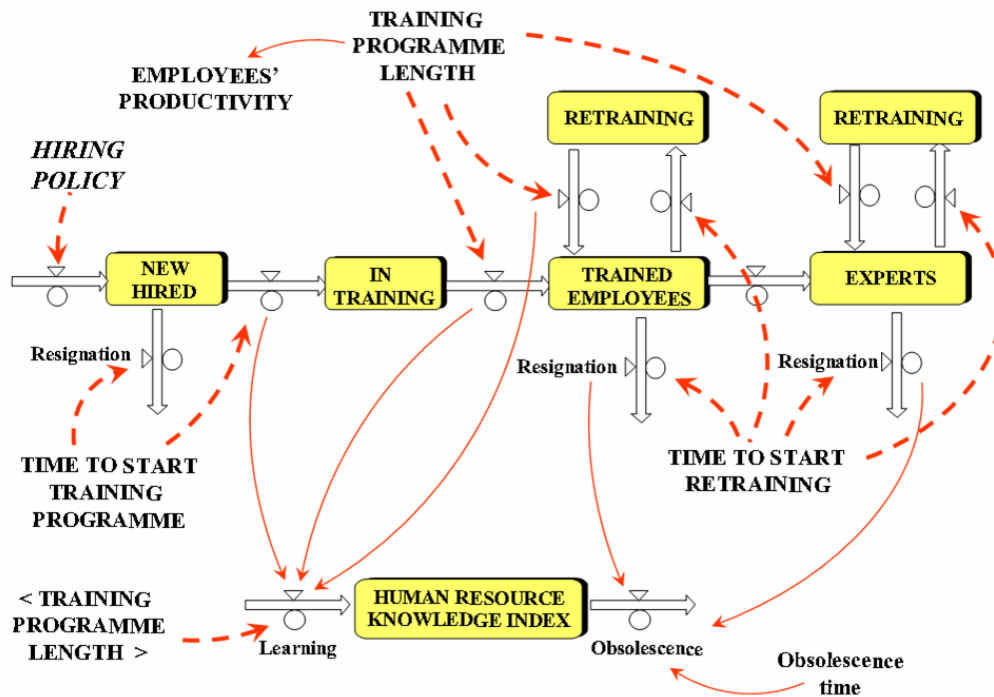 TRAINING
PROGRAMME
LENGTH
EMPLOYEES'
PRODUCTIVITY
RETRAINING
RETRAINING
HIRING
POLICY
NEW
HIRED
IN
TRAINING
TRAINED
EMPLOYEES
EXPERTS
Resignation
Resignation
Resignation
TIME TO START
TRAINING
PROGRAMME
TIME TO START
RETRAINING
< TRAINING
PROGRAMME
LENGTH >
HUMAN RESOURCE
KNOWLEDGE INDEX
Learning
Obsolescence
Obsolescence
time